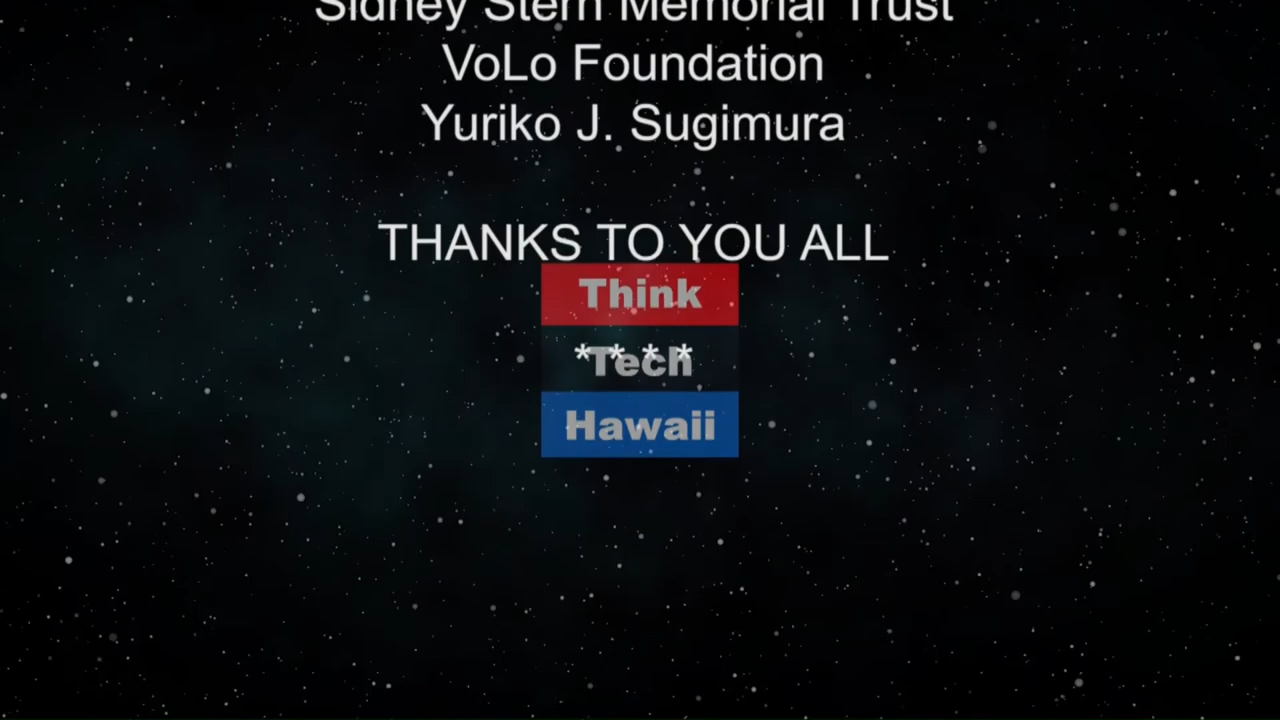 Sidney Stern Memorial Trust
VoLo Foundation
Yuriko J. Sugimura
THANKS TO YOU ALL
Think
* * * *
Tech
Hawaii